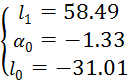 l₁ = 58.49
α₀ = −1.33
l₀ = −31.01